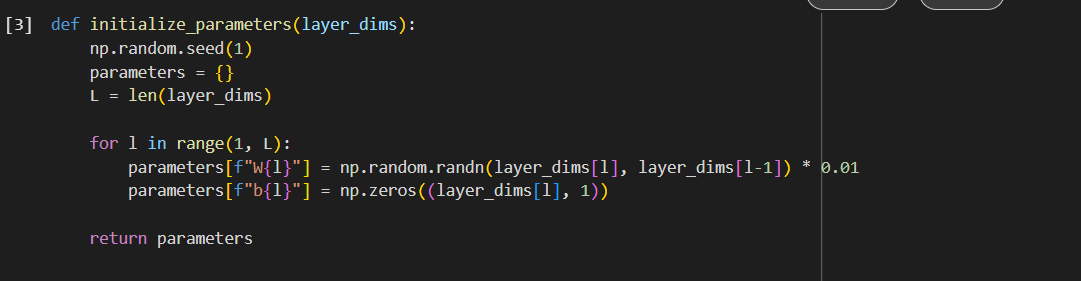 [3] def initialize_parameters(layer_dims):
    np.random.seed(1)
    parameters = {}
    L = len(layer_dims)

    for l in range(1, L):
        parameters[f"W{l}"] = np.random.randn(layer_dims[l], layer_dims[l-1]) * 0.01
        parameters[f"b{l}"] = np.zeros((layer_dims[l], 1))

    return parameters